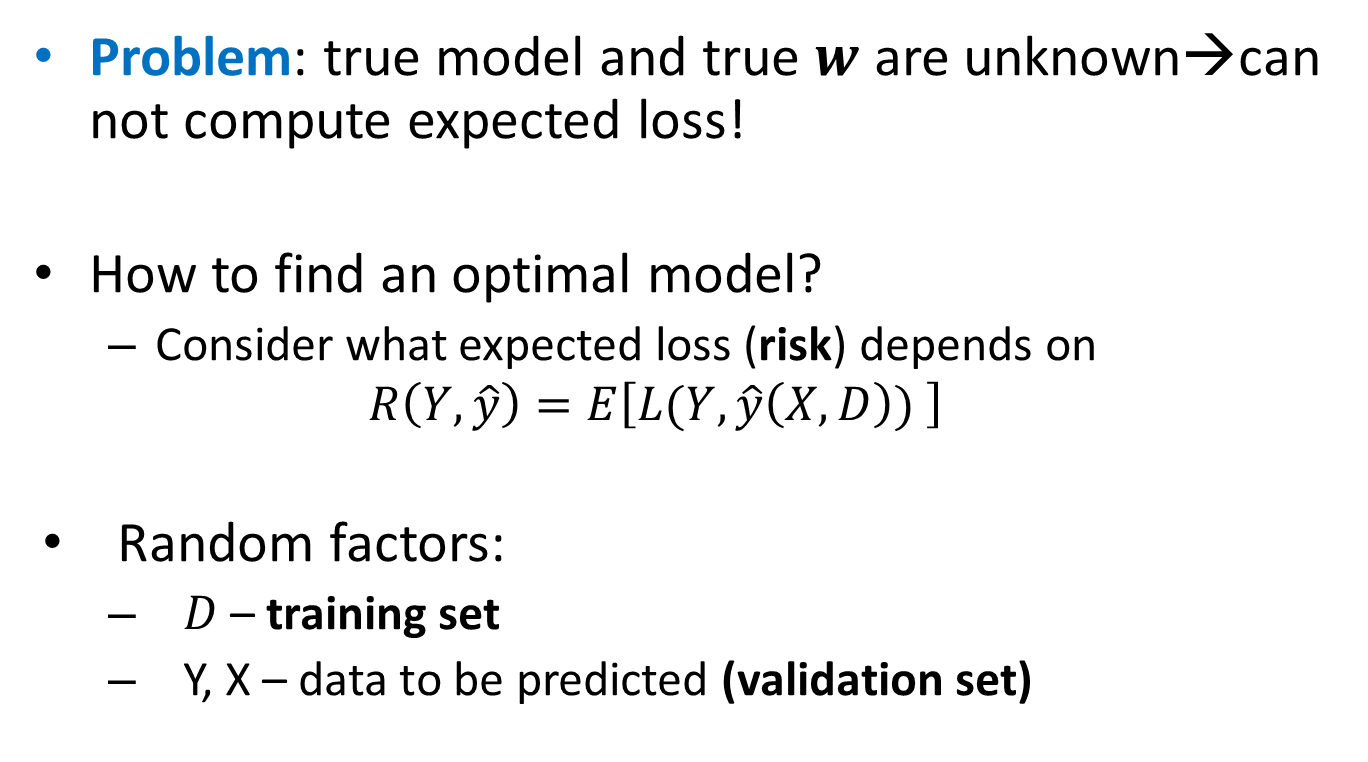 • Problem: true model and true 𝒘 are unknown→can
not compute expected loss!
• How to find an optimal model?
– Consider what expected loss (risk) depends on
𝑅(𝑌, 𝑦̂) = 𝐸[𝐿(𝑌, 𝑦̂(𝑋, 𝐷)) ]
• Random factors:
– 𝐷 – training set
– Y, X – data to be predicted (validation set)